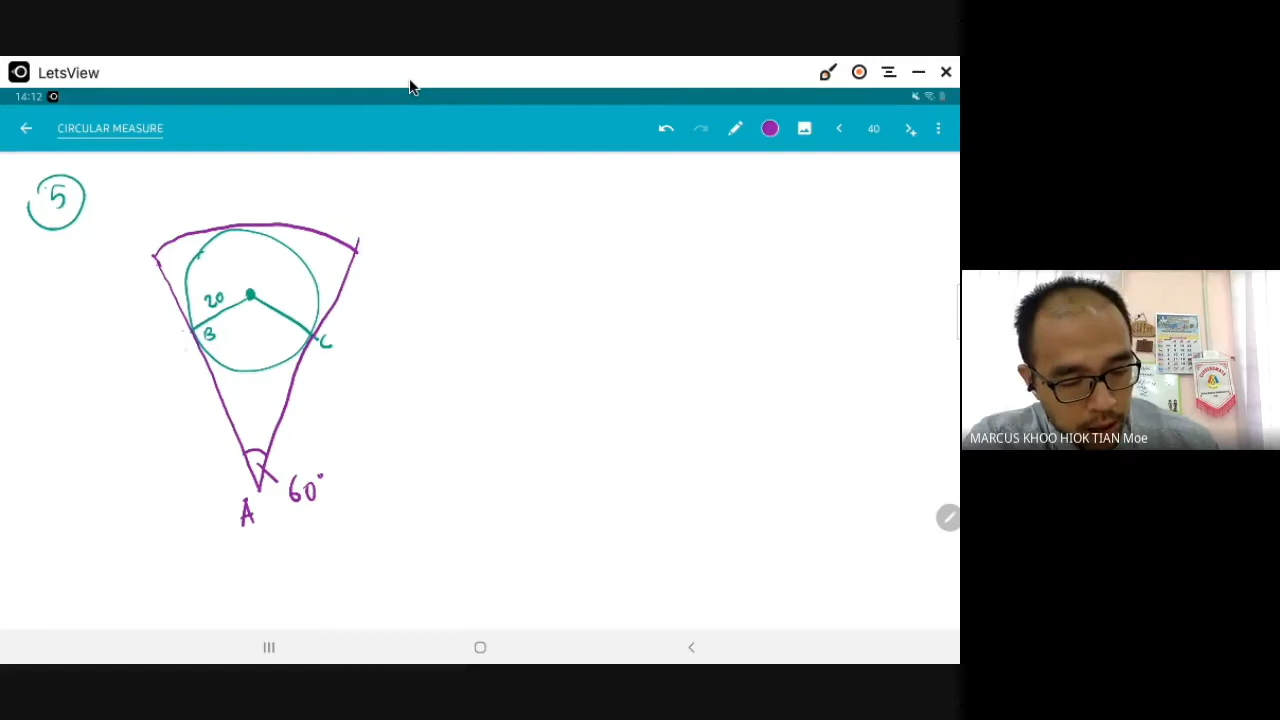 LetsView
14:12
CIRCULAR MEASURE
40
5
20
B
C
A
60°
MARCUS KHOO HIOK TIAN Moe